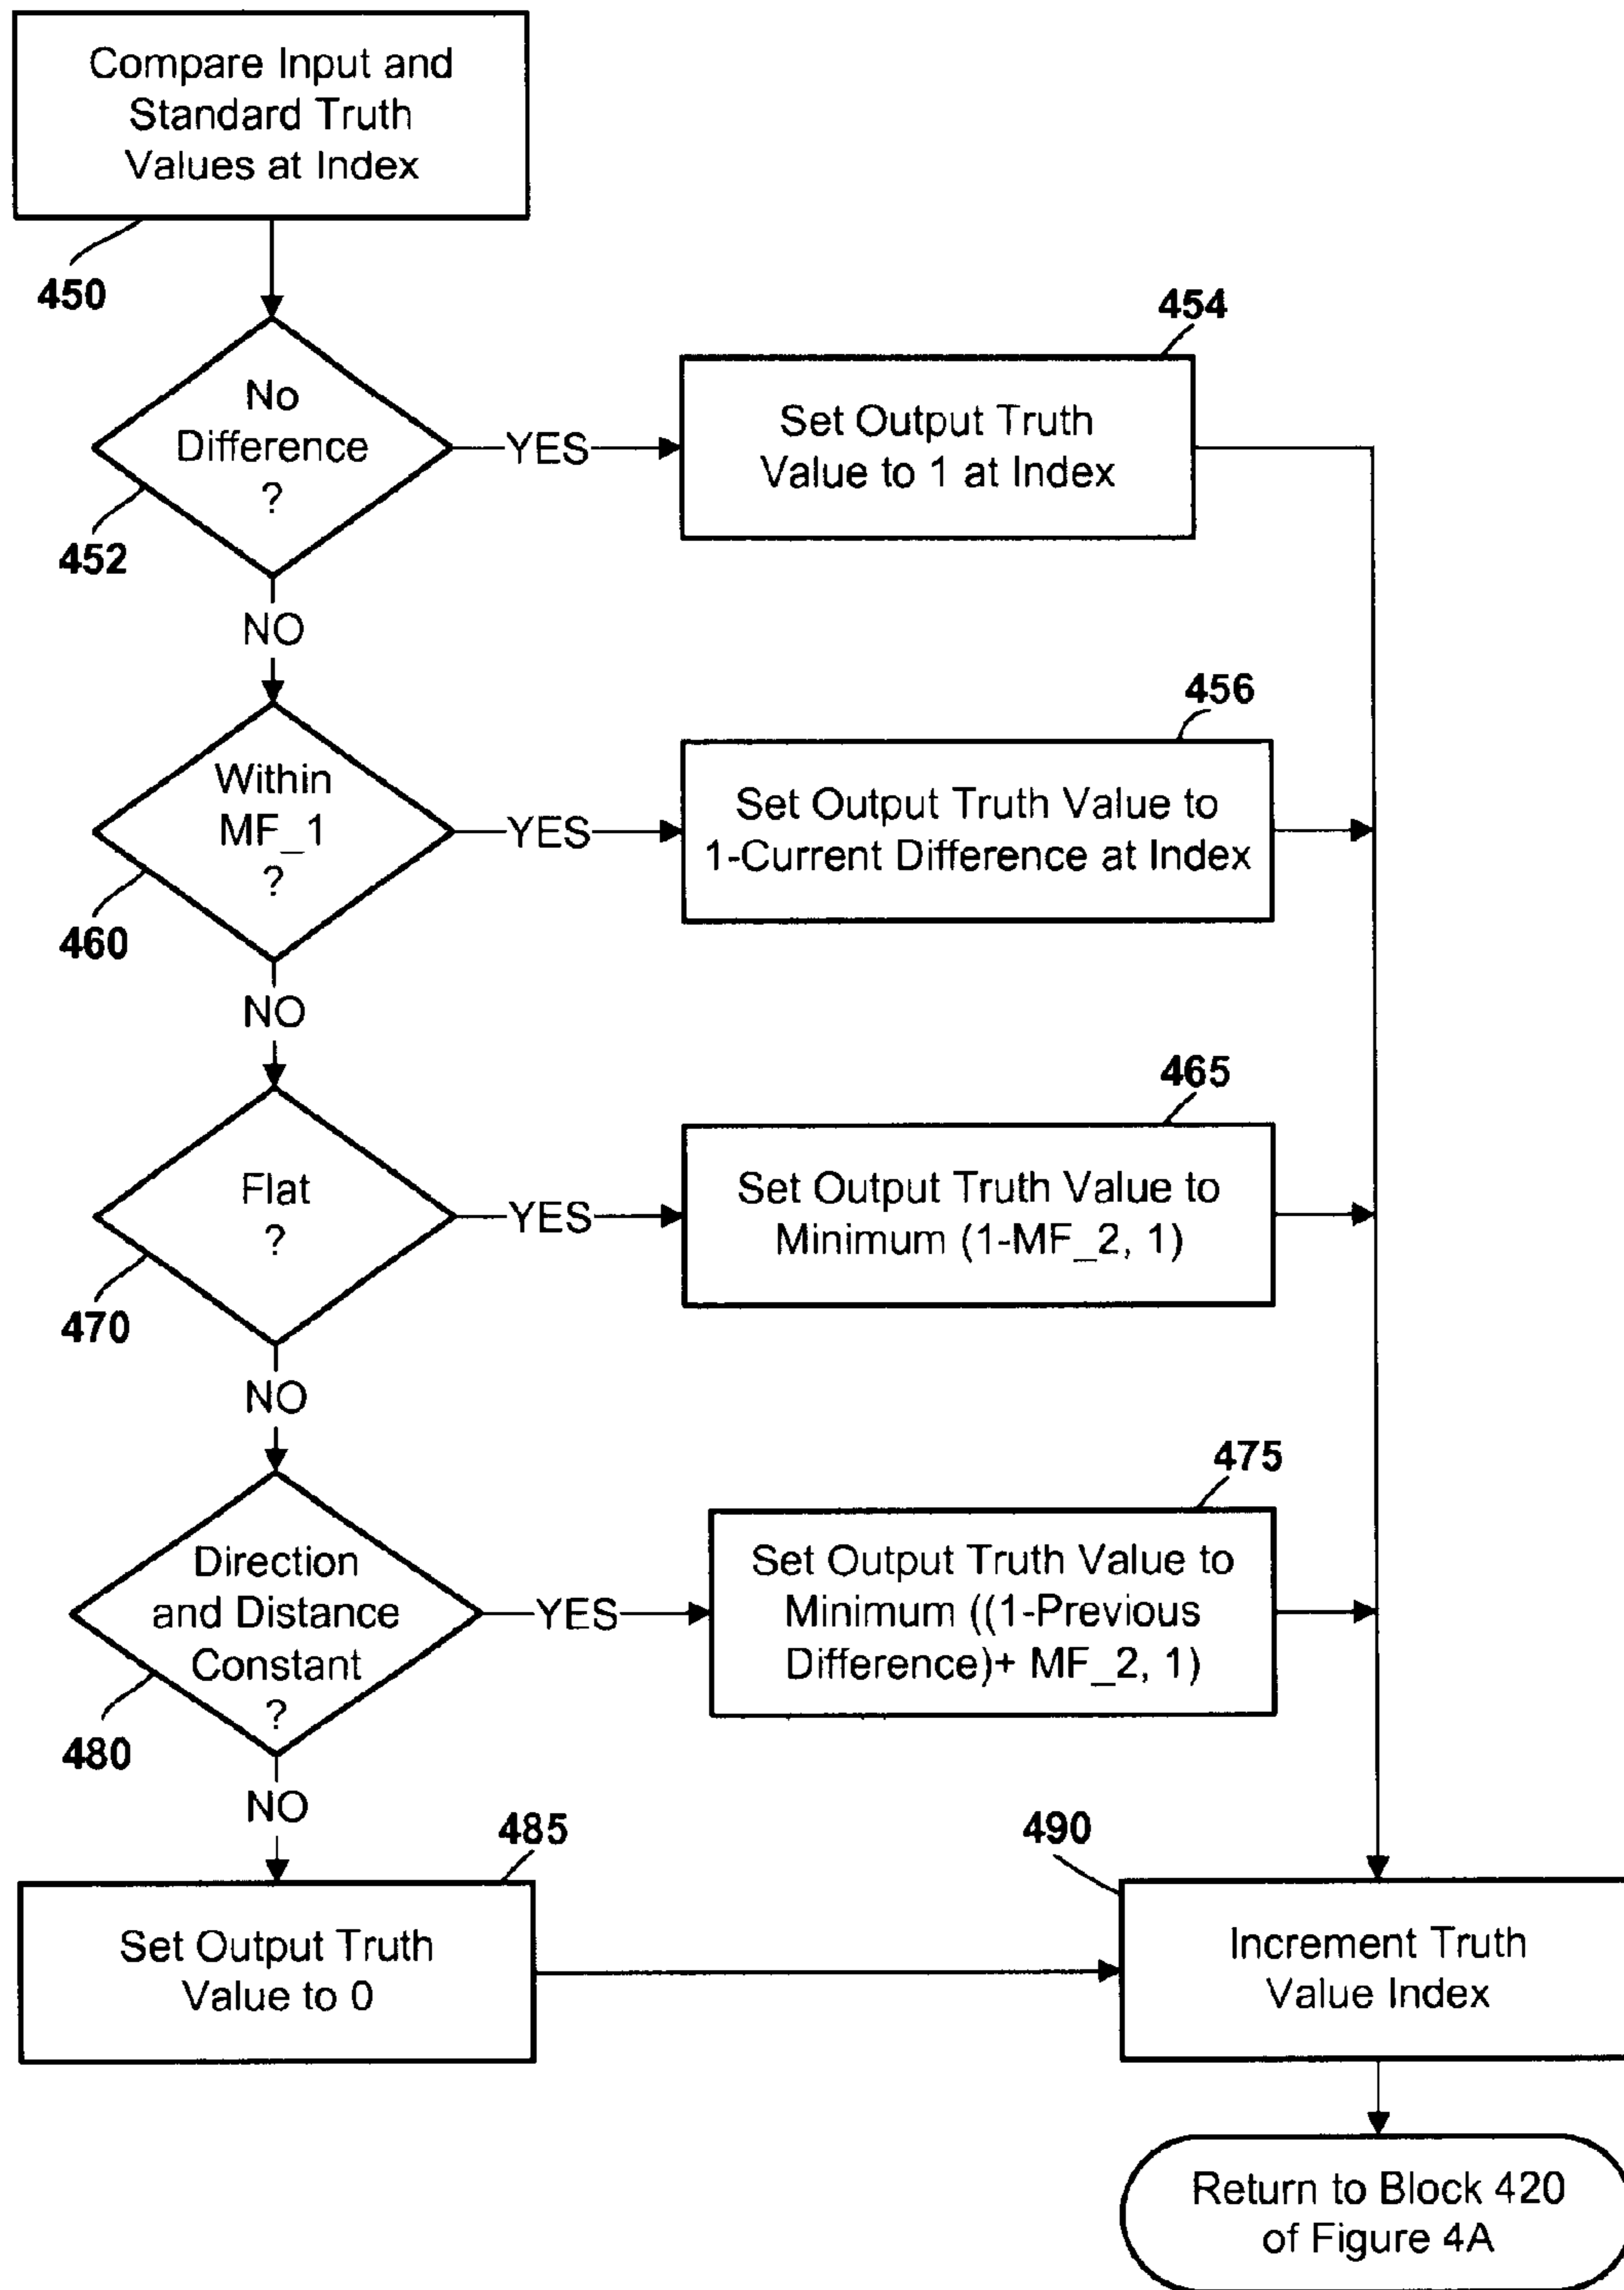 Compare Input and
Standard Truth
Values at Index
450
No
Difference
?
452
YES
454
Set Output Truth
Value to 1 at Index
NO
Within
MF_1
?
460
YES
456
Set Output Truth Value to
1-Current Difference at Index
NO
Flat
?
470
YES
465
Set Output Truth Value to
Minimum (1-MF_2, 1)
NO
Direction
and Distance
Constant
?
480
YES
475
Set Output Truth Value to
Minimum ((1-Previous
Difference)+ MF_2, 1)
NO
485
Set Output Truth
Value to 0
490
Increment Truth
Value Index
Return to Block 420
of Figure 4A